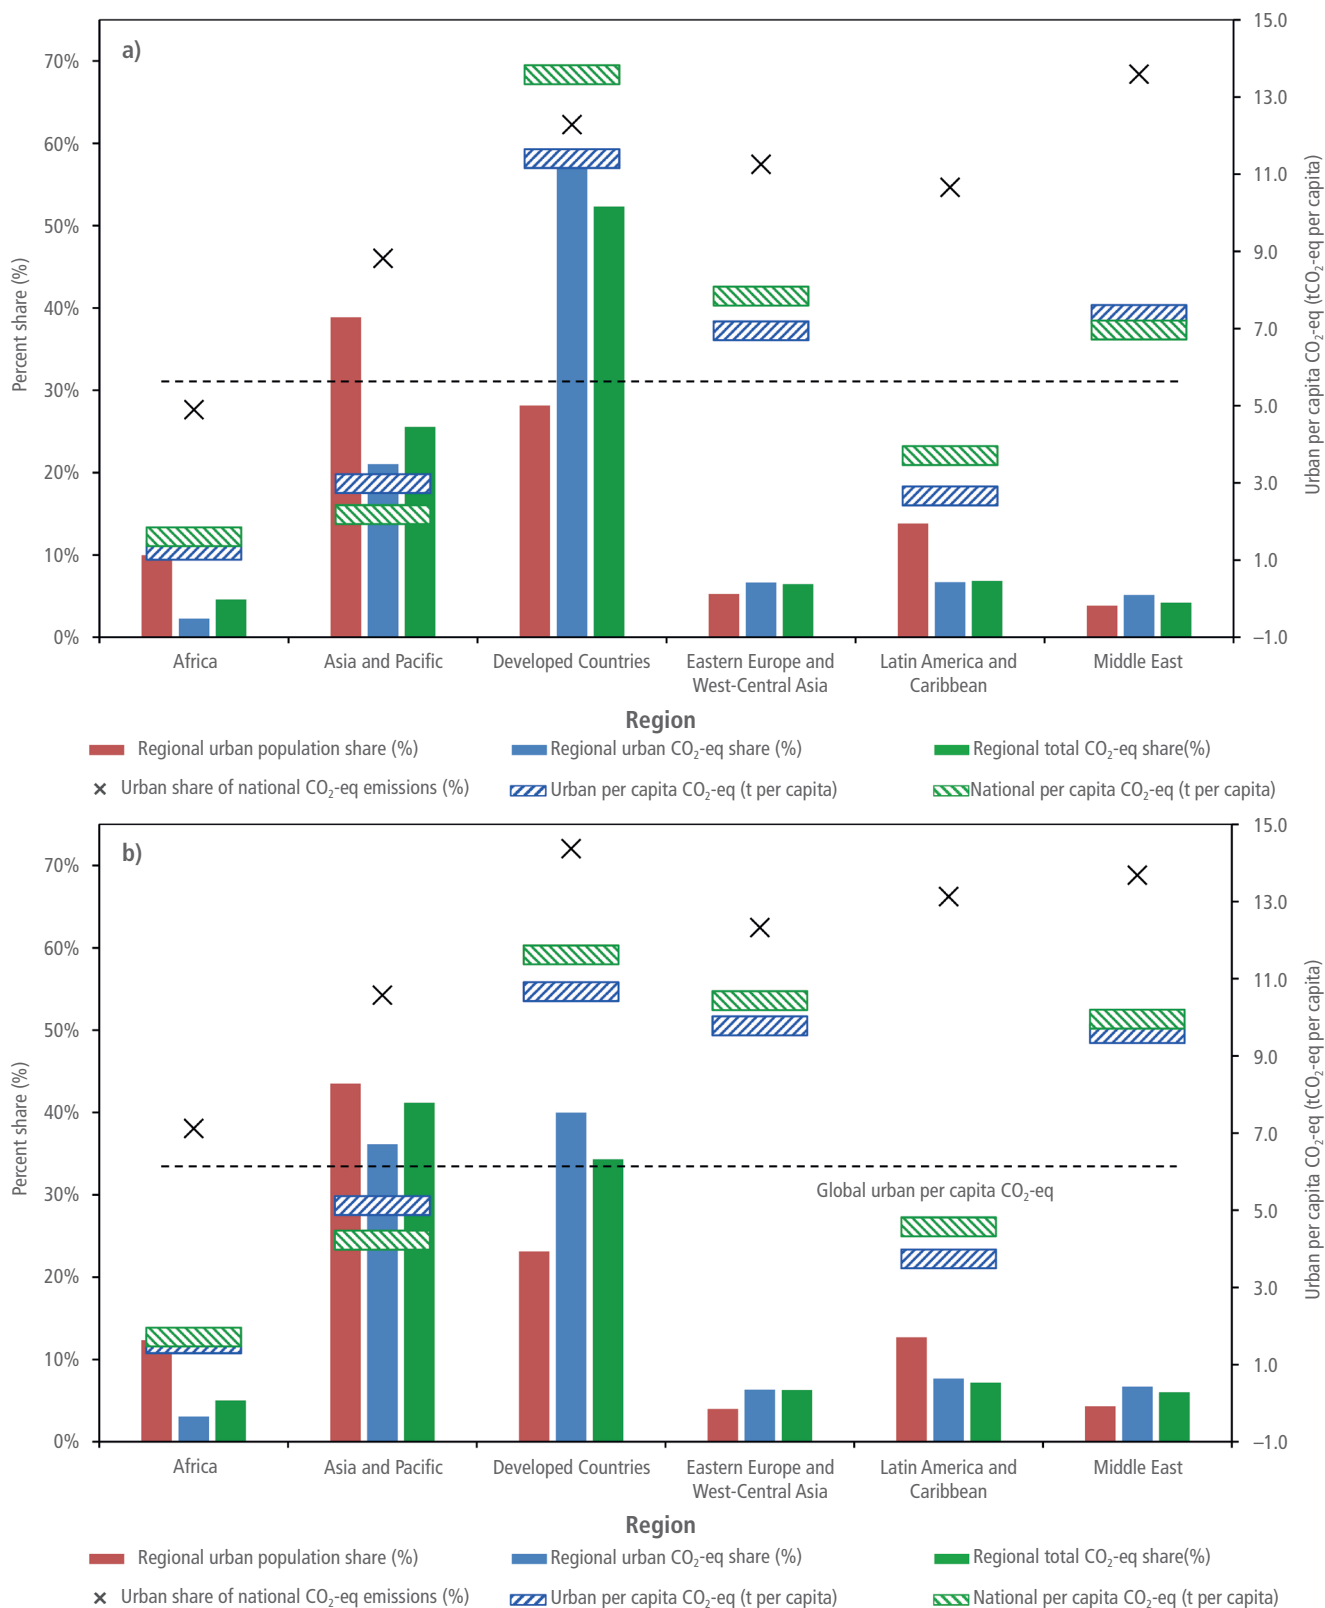 a)
70%
60%
50%
40%
30%
20%
10%
0%
Percent share (%)
15.0
13.0
11.0
9.0
7.0
5.0
3.0
1.0
–1.0
Urban per capita CO₂-eq (tCO₂-eq per capita)
Africa
Asia and Pacific
Developed Countries
Eastern Europe and
West-Central Asia
Latin America and
Caribbean
Middle East
Region
Regional urban population share (%)
Regional urban CO₂-eq share (%)
Regional total CO₂-eq share(%)
Urban share of national CO₂-eq emissions (%)
Urban per capita CO₂-eq (t per capita)
National per capita CO₂-eq (t per capita)
b)
70%
60%
50%
40%
30%
20%
10%
0%
Percent share (%)
15.0
13.0
11.0
9.0
7.0
5.0
3.0
1.0
–1.0
Urban per capita CO₂-eq (tCO₂-eq per capita)
Global urban per capita CO₂-eq
Africa
Asia and Pacific
Developed Countries
Eastern Europe and
West-Central Asia
Latin America and
Caribbean
Middle East
Region
Regional urban population share (%)
Regional urban CO₂-eq share (%)
Regional total CO₂-eq share(%)
Urban share of national CO₂-eq emissions (%)
Urban per capita CO₂-eq (t per capita)
National per capita CO₂-eq (t per capita)